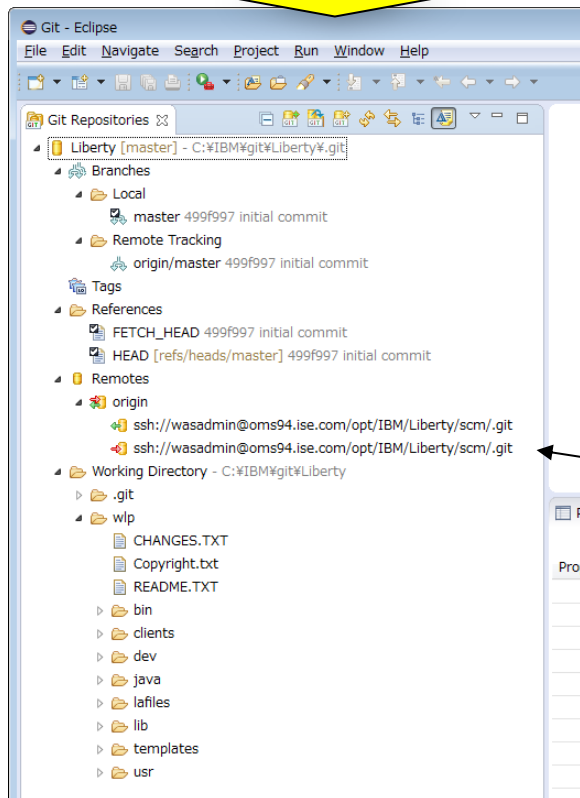 Git - Eclipse
File Edit Navigate Search Project Run Window Help
Git Repositories
Liberty [master] - C:¥IBM¥git¥Liberty¥.git
Branches
Local
master 499f997 initial commit
Remote Tracking
origin/master 499f997 initial commit
Tags
References
FETCH_HEAD 499f997 initial commit
HEAD [refs/heads/master] 499f997 initial commit
Remotes
origin
ssh://wasadmin@oms94.ise.com/opt/IBM/Liberty/scm/.git
ssh://wasadmin@oms94.ise.com/opt/IBM/Liberty/scm/.git
Working Directory - C:¥IBM¥git¥Liberty
.git
wlp
CHANGES.TXT
Copyright.txt
README.TXT
Pro
bin
clients
dev
java
lafiles
lib
templates
usr